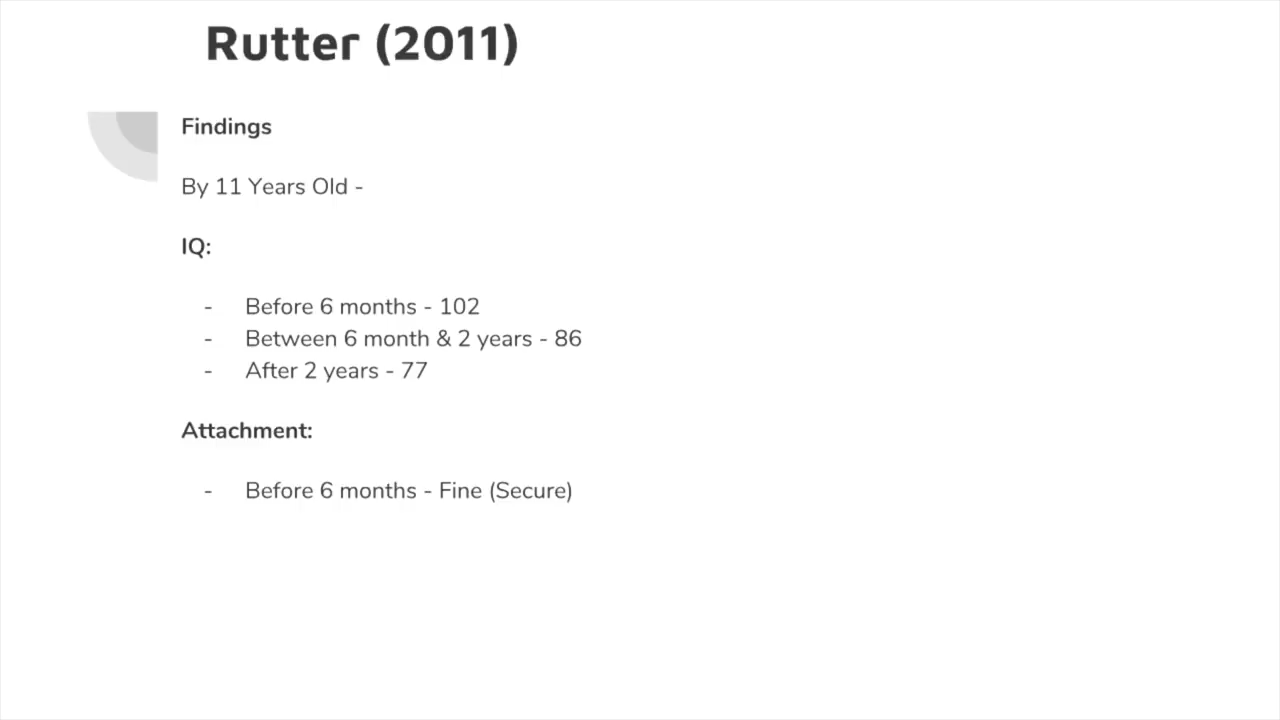 Rutter (2011)
Findings
By 11 Years Old -
IQ:
- Before 6 months - 102
- Between 6 month & 2 years - 86
- After 2 years - 77
Attachment:
- Before 6 months - Fine (Secure)